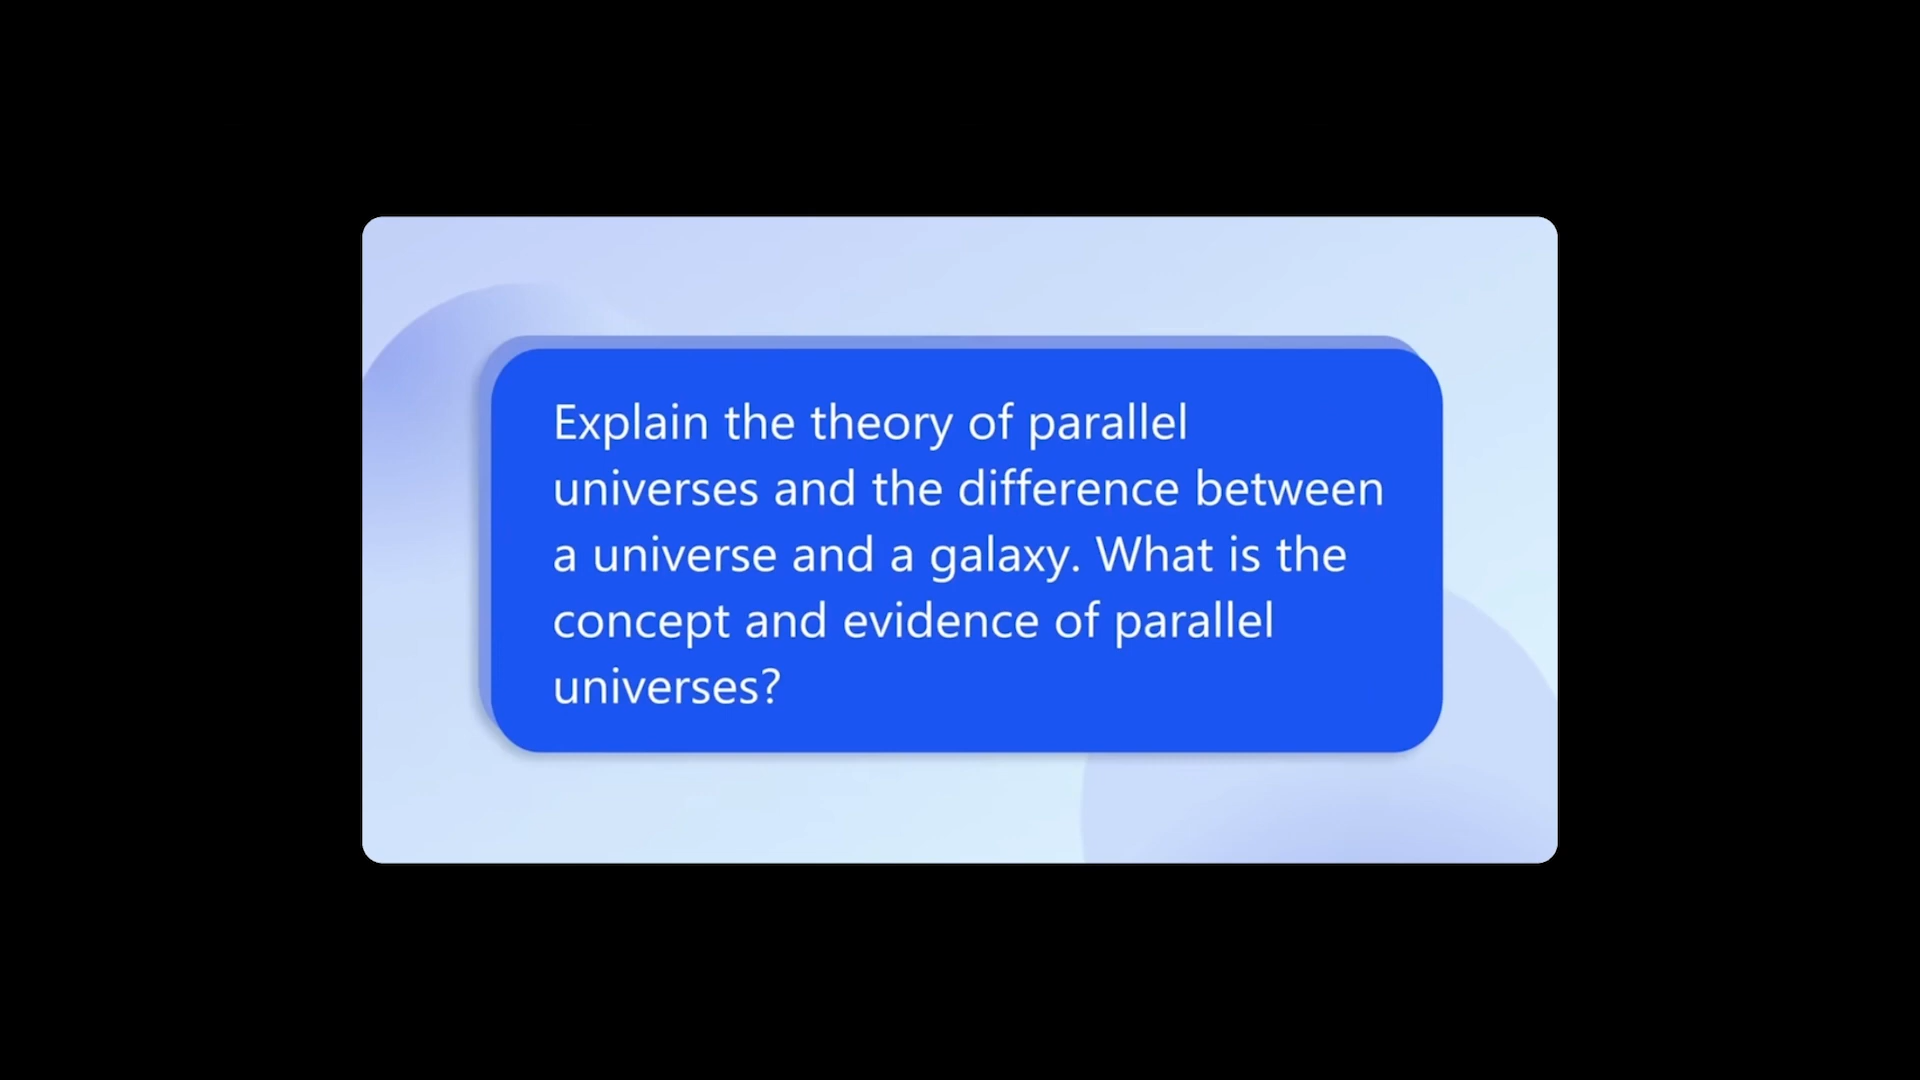 Explain the theory of parallel
universes and the difference between
a universe and a galaxy. What is the
concept and evidence of parallel
universes?